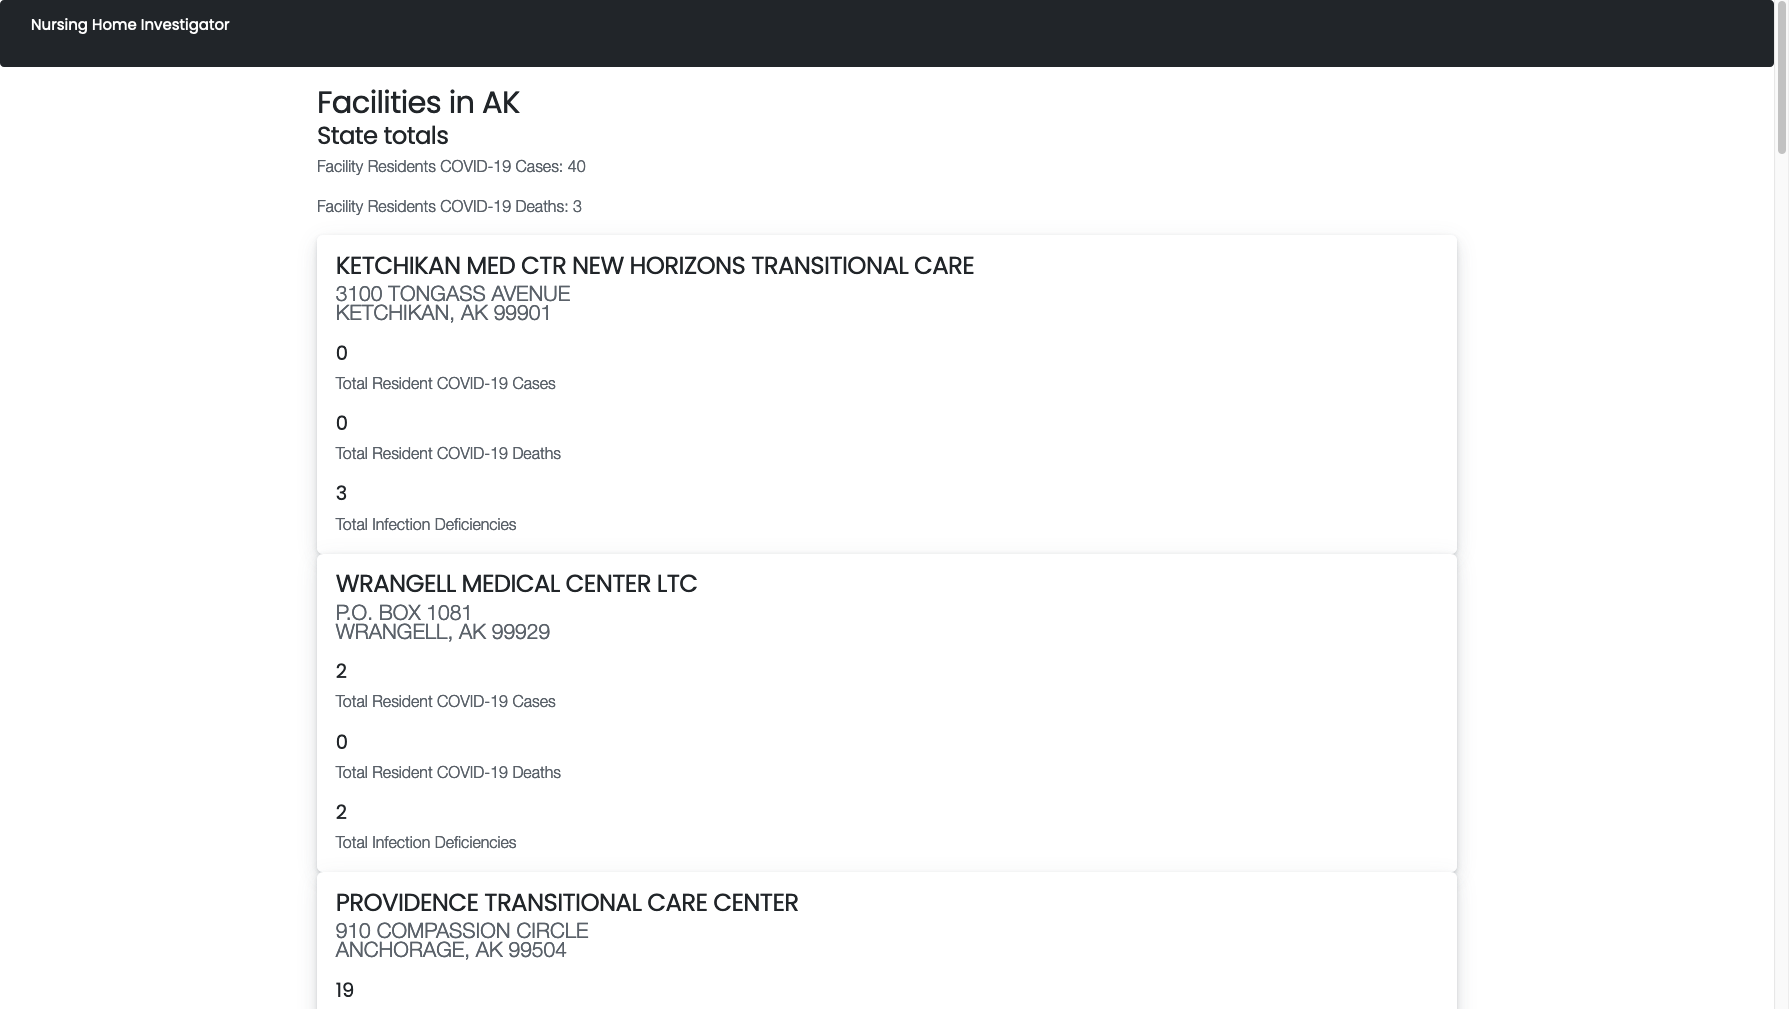 Nursing Home Investigator
Facilities in AK
State totals
Facility Residents COVID-19 Cases: 40
Facility Residents COVID-19 Deaths: 3
KETCHIKAN MED CTR NEW HORIZONS TRANSITIONAL CARE
3100 TONGASS AVENUE
KETCHIKAN, AK 99901
0
Total Resident COVID-19 Cases
0
Total Resident COVID-19 Deaths
3
Total Infection Deficiencies
WRANGELL MEDICAL CENTER LTC
P.O. BOX 1081
WRANGELL, AK 99929
2
Total Resident COVID-19 Cases
0
Total Resident COVID-19 Deaths
2
Total Infection Deficiencies
PROVIDENCE TRANSITIONAL CARE CENTER
910 COMPASSION CIRCLE
ANCHORAGE, AK 99504
19